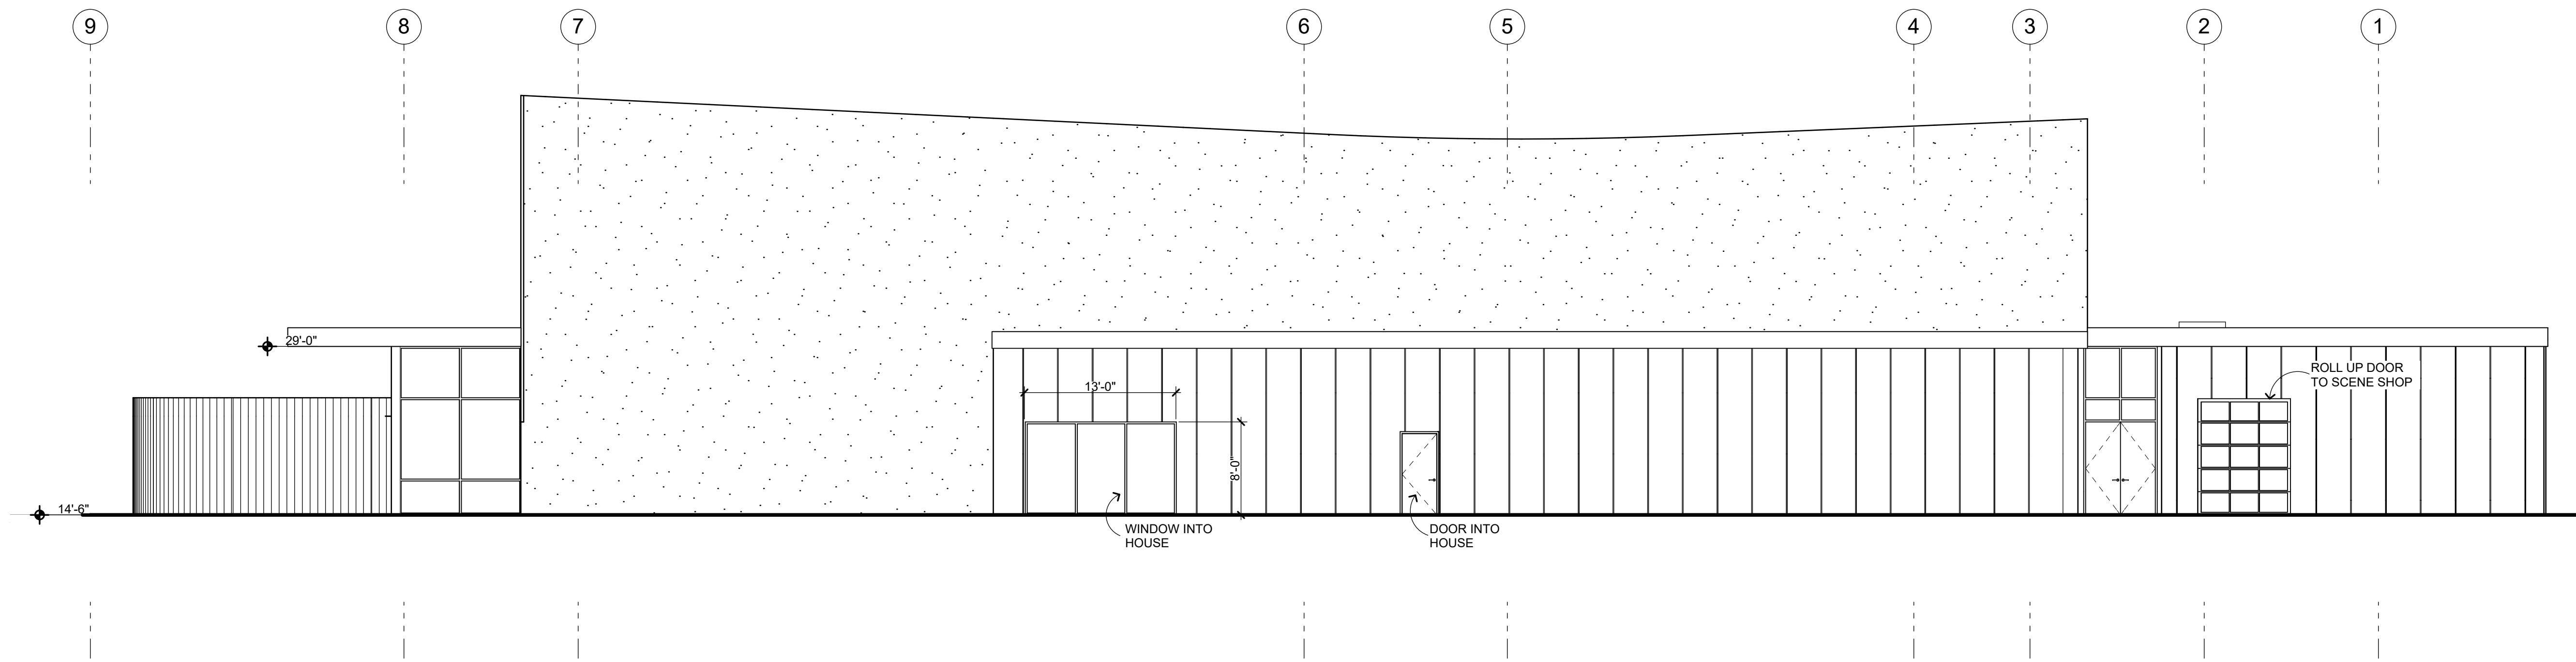 9 8 7 6 5 4 3 2 1
29'-0"
ROLL UP DOOR
TO SCENE SHOP
13'-0"
8'-0"
14'-6"
WINDOW INTO
HOUSE
DOOR INTO
HOUSE